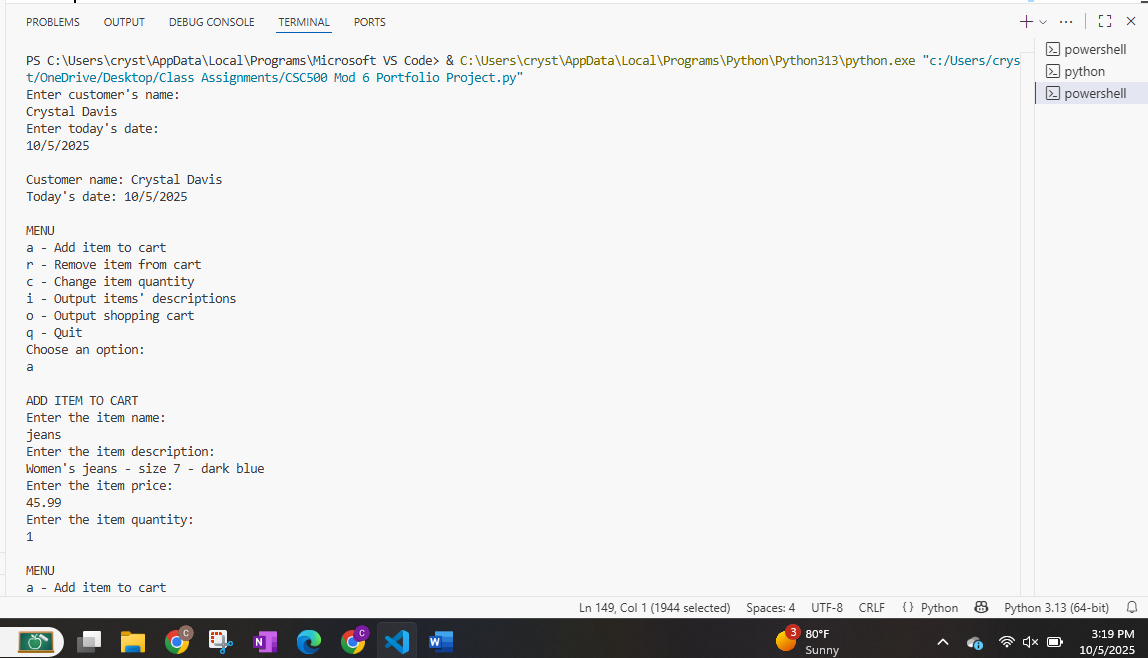 PROBLEMS OUTPUT DEBUG CONSOLE TERMINAL PORTS
PS C:\Users\cryst\AppData\Local\Programs\Microsoft VS Code> & C:\Users\cryst\AppData\Local\Programs\Python\Python313\python.exe "c:/Users/crys
t/OneDrive/Desktop/Class Assignments/CSC500 Mod 6 Portfolio Project.py"
Enter customer's name:
Crystal Davis
Enter today's date:
10/5/2025
Customer name: Crystal Davis
Today's date: 10/5/2025
MENU
a - Add item to cart
r - Remove item from cart
c - Change item quantity
i - Output items' descriptions
o - Output shopping cart
q - Quit
Choose an option:
a
ADD ITEM TO CART
Enter the item name:
jeans
Enter the item description:
Women's jeans - size 7 - dark blue
Enter the item price:
45.99
Enter the item quantity:
1
MENU
a - Add item to cart
powershell
python
powershell
Ln 149, Col 1 (1944 selected) Spaces: 4 UTF-8 CRLF {} Python Python 3.13 (64-bit)
C N C W 3 80°F
Sunny
3:19 PM
10/5/2025